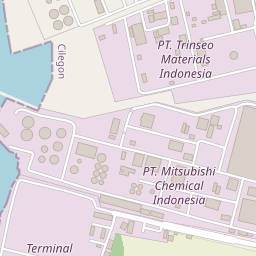 PT. Trinseo
Materials
Indonesia
Cilegon
PT. Mitsubishi
Chemical
Indonesia
Terminal